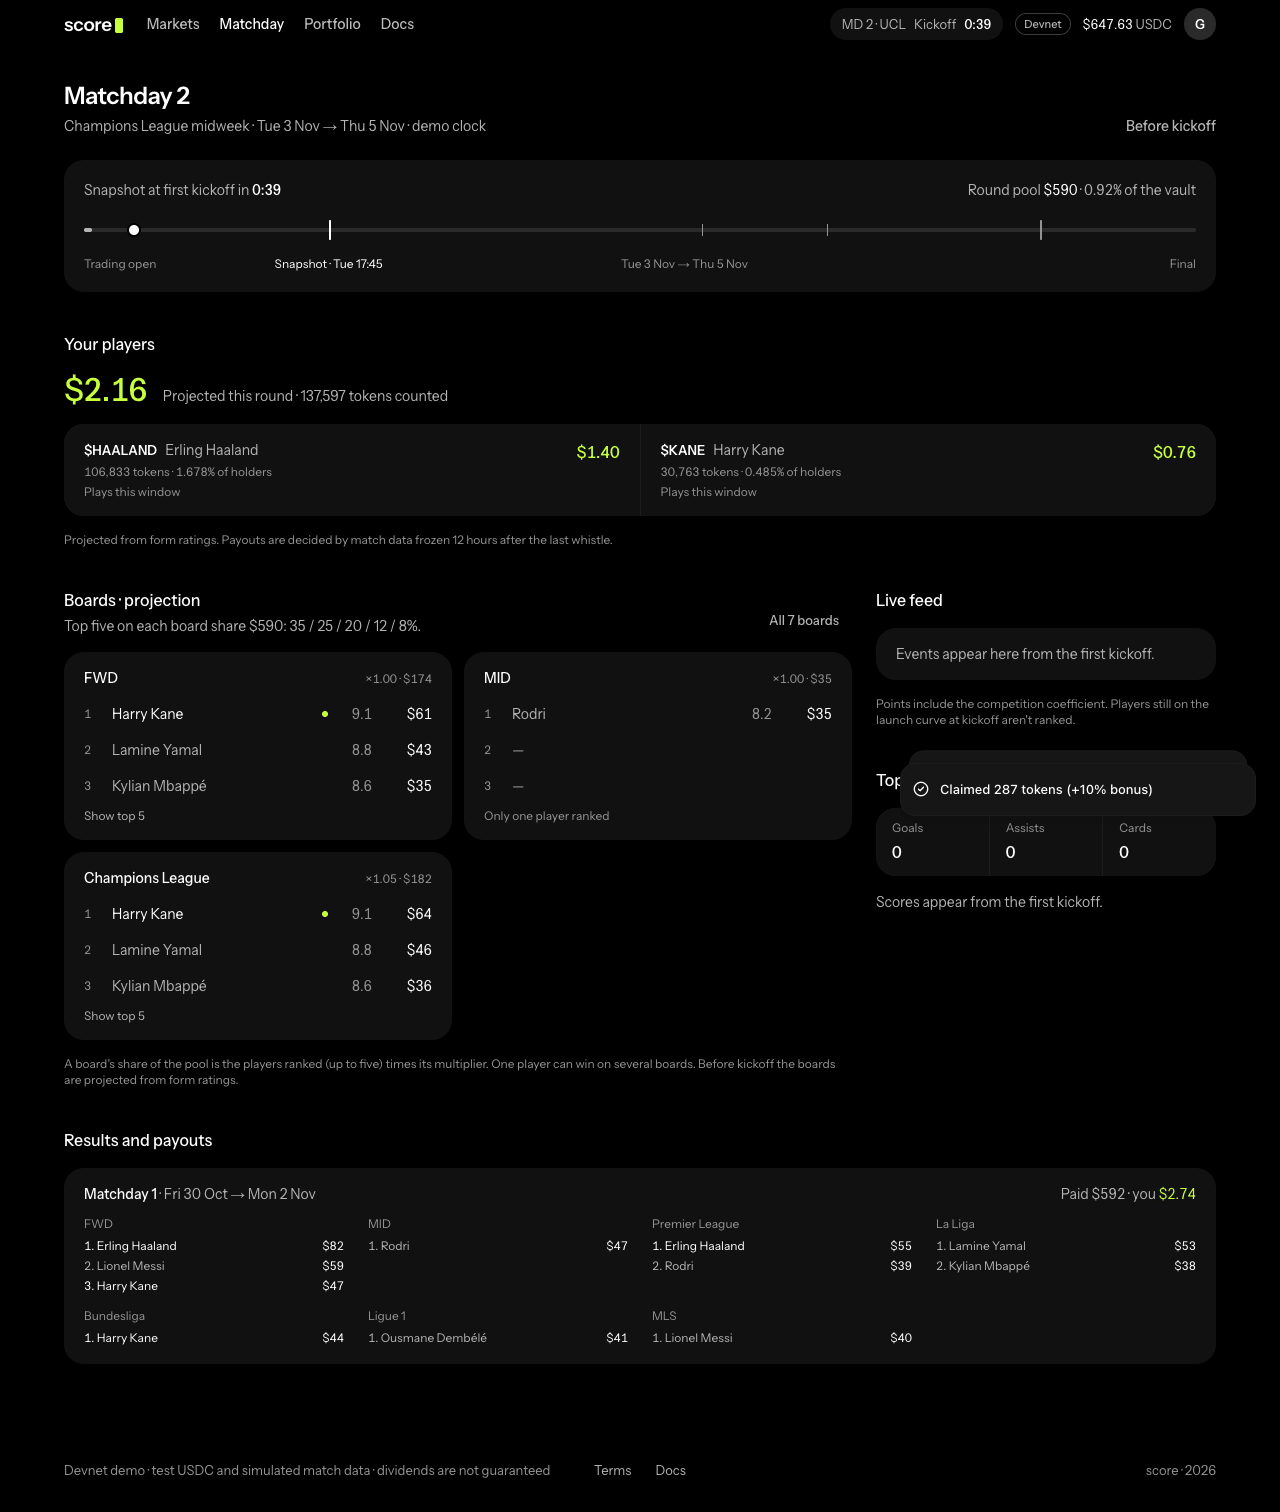 score
Markets Matchday Portfolio Docs
MD 2 · UCL Kickoff 0:39
Devnet
$647.63 USDC
G
Matchday 2
Champions League midweek · Tue 3 Nov → Thu 5 Nov · demo clock
Before kickoff
Snapshot at first kickoff in 0:39
Round pool $590 · 0.92% of the vault
Trading open
Snapshot · Tue 17:45
Tue 3 Nov → Thu 5 Nov
Final
Your players
$2.16 Projected this round · 137,597 tokens counted
$HAALAND Erling Haaland
$1.40
106,833 tokens · 1.678% of holders
Plays this window
$KANE Harry Kane
$0.76
30,763 tokens · 0.485% of holders
Plays this window
Projected from form ratings. Payouts are decided by match data frozen 12 hours after the last whistle.
Boards · projection
Top five on each board share $590: 35 / 25 / 20 / 12 / 8%.
All 7 boards
FWD ×1.00 · $174
1 Harry Kane 9.1 $61
2 Lamine Yamal 8.8 $43
3 Kylian Mbappé 8.6 $35
Show top 5
MID ×1.00 · $35
1 Rodri 8.2 $35
2 —
3 —
Only one player ranked
Champions League ×1.05 · $182
1 Harry Kane 9.1 $64
2 Lamine Yamal 8.8 $46
3 Kylian Mbappé 8.6 $36
Show top 5
A board's share of the pool is the players ranked (up to five) times its multiplier. One player can win on several boards. Before kickoff the boards
are projected from form ratings.
Live feed
Events appear here from the first kickoff.
Points include the competition coefficient. Players still on the
launch curve at kickoff aren't ranked.
Top
Claimed 287 tokens (+10% bonus)
Goals Assists Cards
0 0 0
Scores appear from the first kickoff.
Results and payouts
Matchday 1 · Fri 30 Oct → Mon 2 Nov
Paid $592 · you $2.74
FWD
1. Erling Haaland $82
2. Lionel Messi $59
3. Harry Kane $47
MID
1. Rodri $47
Premier League
1. Erling Haaland $55
2. Rodri $39
La Liga
1. Lamine Yamal $53
2. Kylian Mbappé $38
Bundesliga
1. Harry Kane $44
Ligue 1
1. Ousmane Dembélé $41
MLS
1. Lionel Messi $40
Devnet demo · test USDC and simulated match data · dividends are not guaranteed
Terms Docs
score · 2026